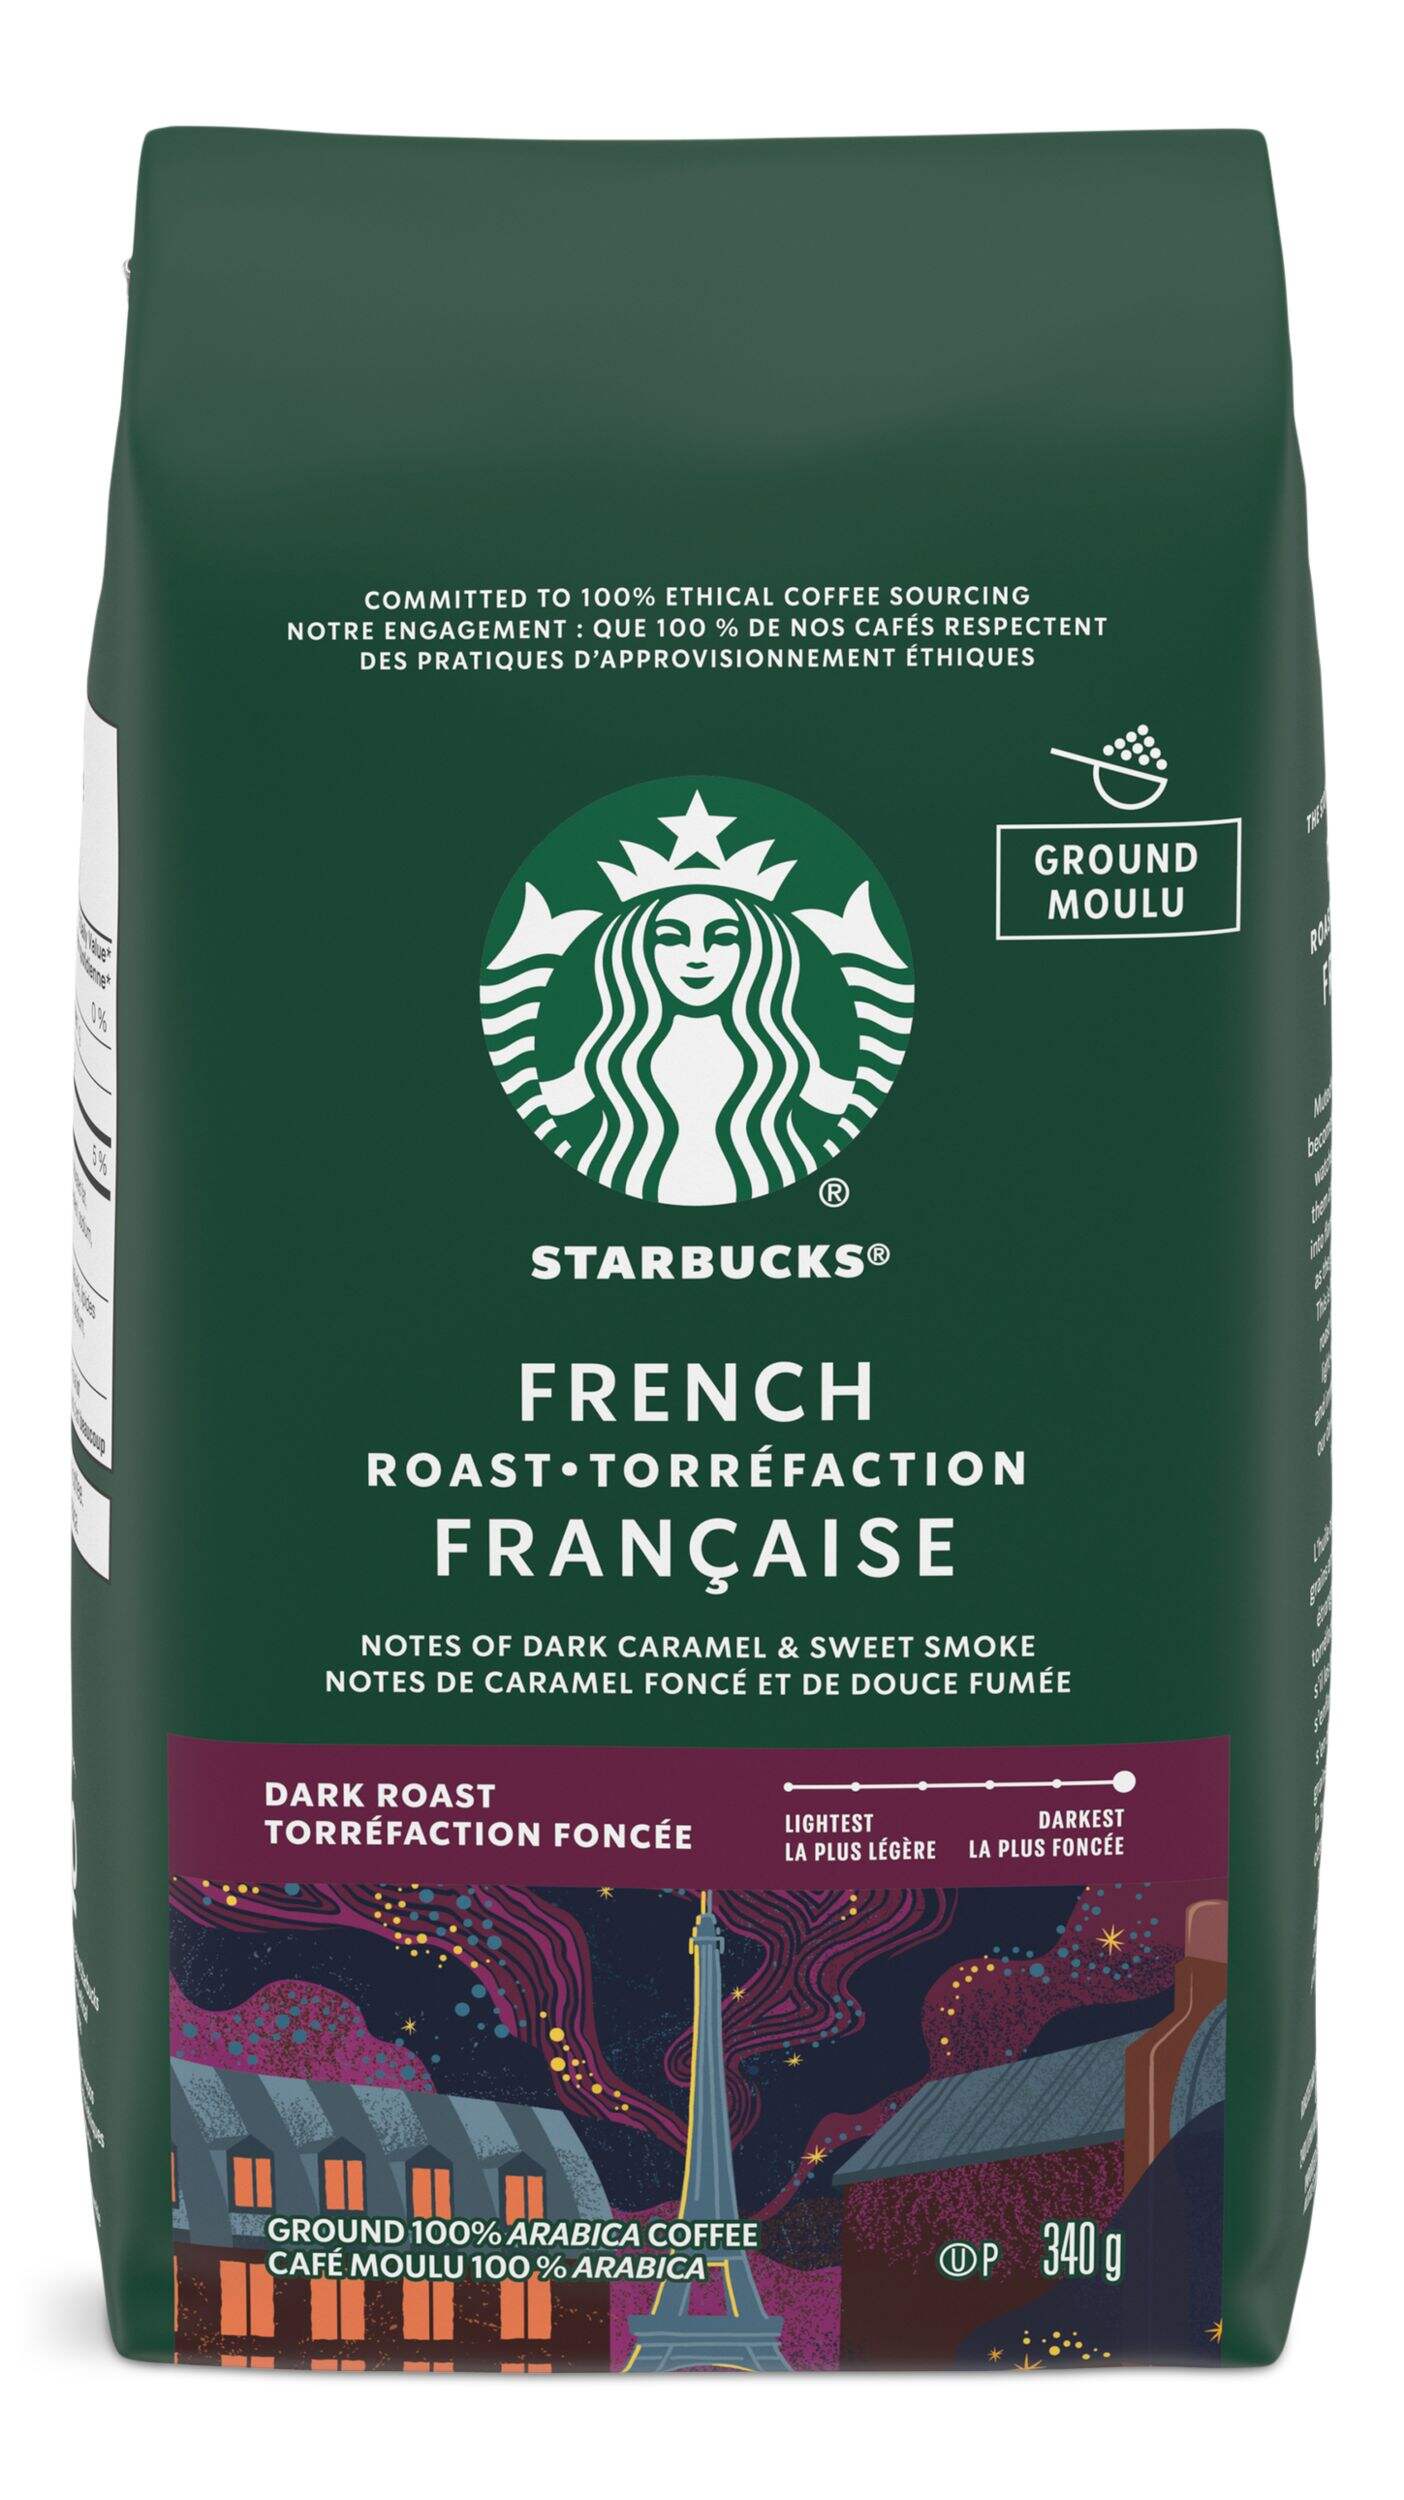 COMMITTED TO 100% ETHICAL COFFEE SOURCING
NOTRE ENGAGEMENT : QUE 100 % DE NOS CAFÉS RESPECTENT
DES PRATIQUES D'APPROVISIONNEMENT ÉTHIQUES
GROUND
MOULU
®
STARBUCKS®
FRENCH
ROAST•TORRÉFACTION
FRANÇAISE
NOTES OF DARK CARAMEL & SWEET SMOKE
NOTES DE CARAMEL FONCÉ ET DE DOUCE FUMÉE
DARK ROAST
TORRÉFACTION FONCÉE
LIGHTEST
LA PLUS LÉGÈRE
DARKEST
LA PLUS FONCÉE
GROUND 100% ARABICA COFFEE
CAFÉ MOULU 100 % ARABICA
U P 340 g
Value*
0 %
5 %